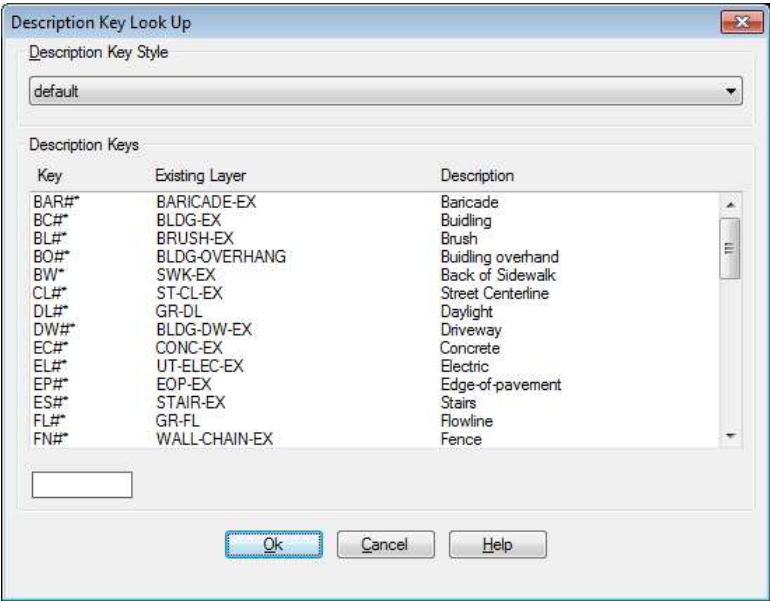 Description Key Look Up
Description Key Style
default
Description Keys
Key Existing Layer Description
BAR#* BARICADE-EX Baricade
BC#* BLDG-EX Buidling
BL#* BRUSH-EX Brush
BO#* BLDG-OVERHANG Buidling overhand
BW* SWK-EX Back of Sidewalk
CL#* ST-CL-EX Street Centerline
DL#* GR-DL Daylight
DW#* BLDG-DW-EX Driveway
EC#* CONC-EX Concrete
EL#* UT-ELEC-EX Electric
EP#* EOP-EX Edge-of-pavement
ES#* STAIR-EX Stairs
FL#* GR-FL Flowline
FN#* WALL-CHAIN-EX Fence
Ok Cancel Help